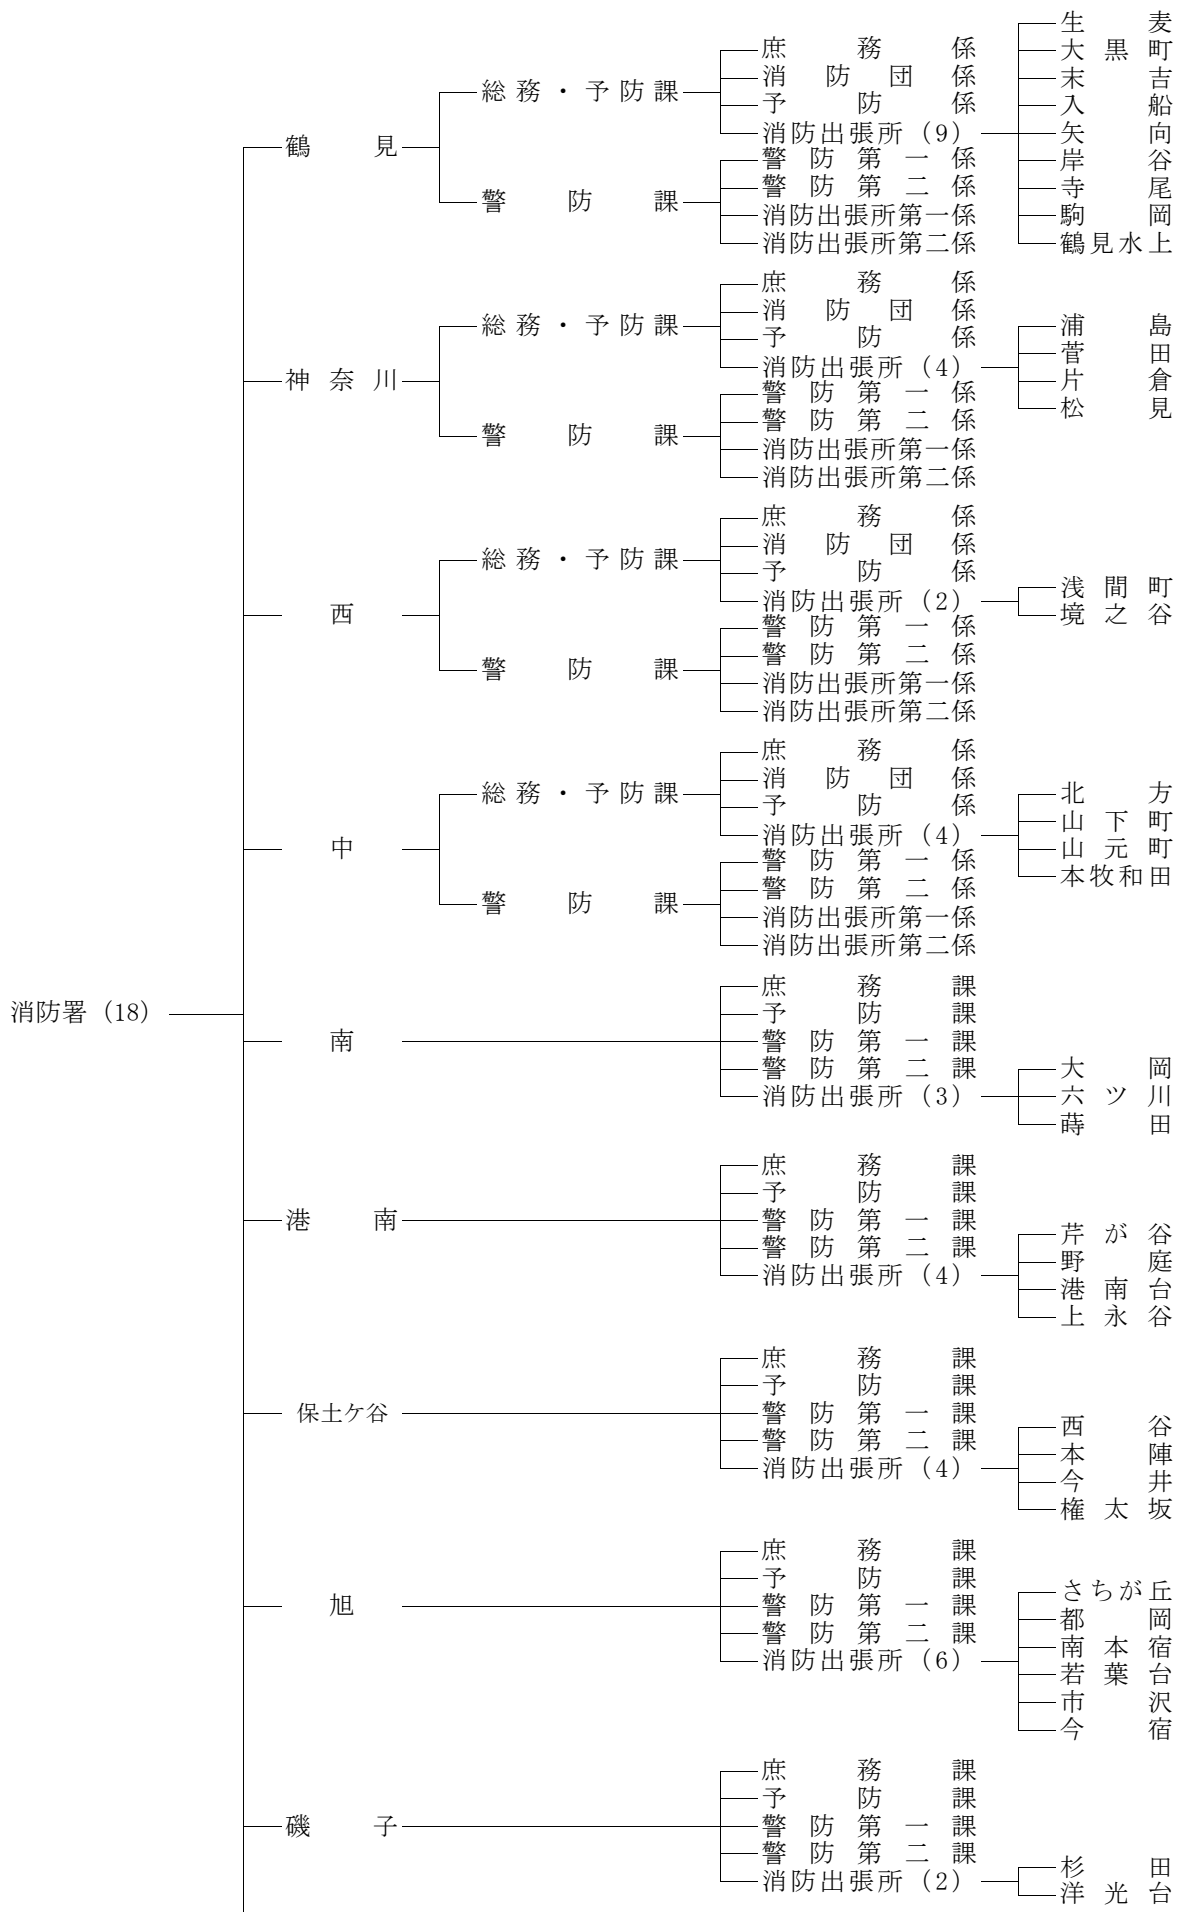 消防署（18）
鶴見
総務・予防課
庶務係
消防団係
予防係
消防出張所（9）
生麦
大黒町
末吉
入船
矢向
岸谷
寺尾
駒岡
鶴見水上
警防課
警防第一係
警防第二係
消防出張所第一係
消防出張所第二係
神奈川
総務・予防課
庶務係
消防団係
予防係
消防出張所（4）
浦島
菅田
片倉
松見
警防課
警防第一係
警防第二係
消防出張所第一係
消防出張所第二係
西
総務・予防課
庶務係
消防団係
予防係
消防出張所（2）
浅間町
境之谷
警防課
警防第一係
警防第二係
消防出張所第一係
消防出張所第二係
中
総務・予防課
庶務係
消防団係
予防係
消防出張所（4）
北方
山下町
山元町
本牧和田
警防課
警防第一係
警防第二係
消防出張所第一係
消防出張所第二係
南
庶務課
予防課
警防第一課
警防第二課
消防出張所（3）
大岡
六ツ川
蒔田
港南
庶務課
予防課
警防第一課
警防第二課
消防出張所（4）
芹が谷
野庭
港南台
上永谷
保土ケ谷
庶務課
予防課
警防第一課
警防第二課
消防出張所（4）
西谷
本陣
今井
権太坂
旭
庶務課
予防課
警防第一課
警防第二課
消防出張所（6）
さちが丘
都岡
南本宿
若葉台
市沢
今宿
磯子
庶務課
予防課
警防第一課
警防第二課
消防出張所（2）
杉田
洋光台